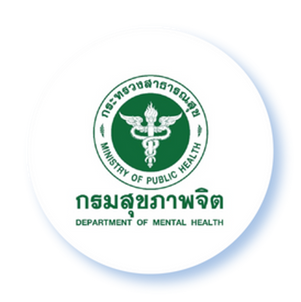 กระทรวงสาธารณสุข
MINISTRY OF PUBLIC HEALTH
กรมสุขภาพจิต
DEPARTMENT OF MENTAL HEALTH